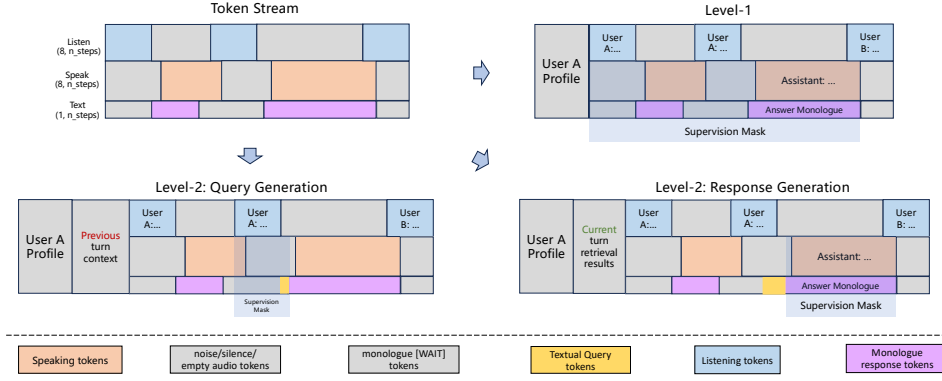 Token Stream
Level-1
Listen
(8, n_steps)
Speak
(8, n_steps)
Text
(1, n_steps)
User A
Profile
User
A:...
User
A: ...
User
B: ...
Assistant: ...
Answer Monologue
Supervision Mask
Level-2: Query Generation
User A
Profile
Previous
turn
context
User
A:...
User
A: ...
User
B: ...
Supervision
Mask
Level-2: Response Generation
User A
Profile
Current
turn
retrieval
results
User
A:...
User
A: ...
User
B: ...
Assistant: ...
Answer Monologue
Supervision Mask
Speaking tokens
noise/silence/
empty audio tokens
monologue [WAIT]
tokens
Textual Query
tokens
Listening tokens
Monologue
response tokens